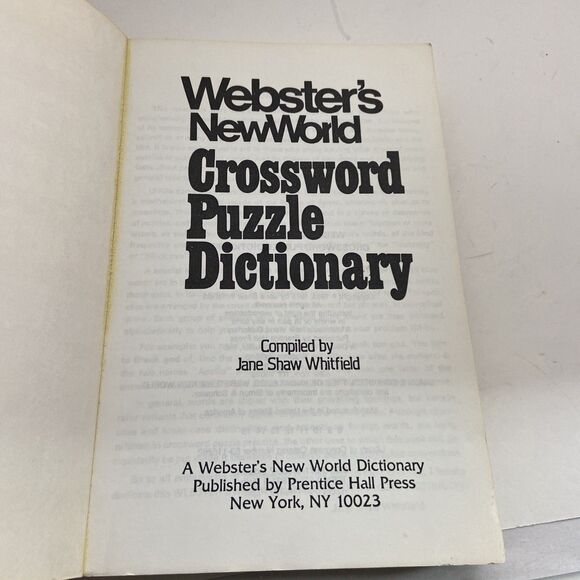 Webster's
NewWorld
Crossword
Puzzle
Dictionary
Compiled by
Jane Shaw Whitfield
A Webster's New World Dictionary
Published by Prentice Hall Press
New York, NY 10023